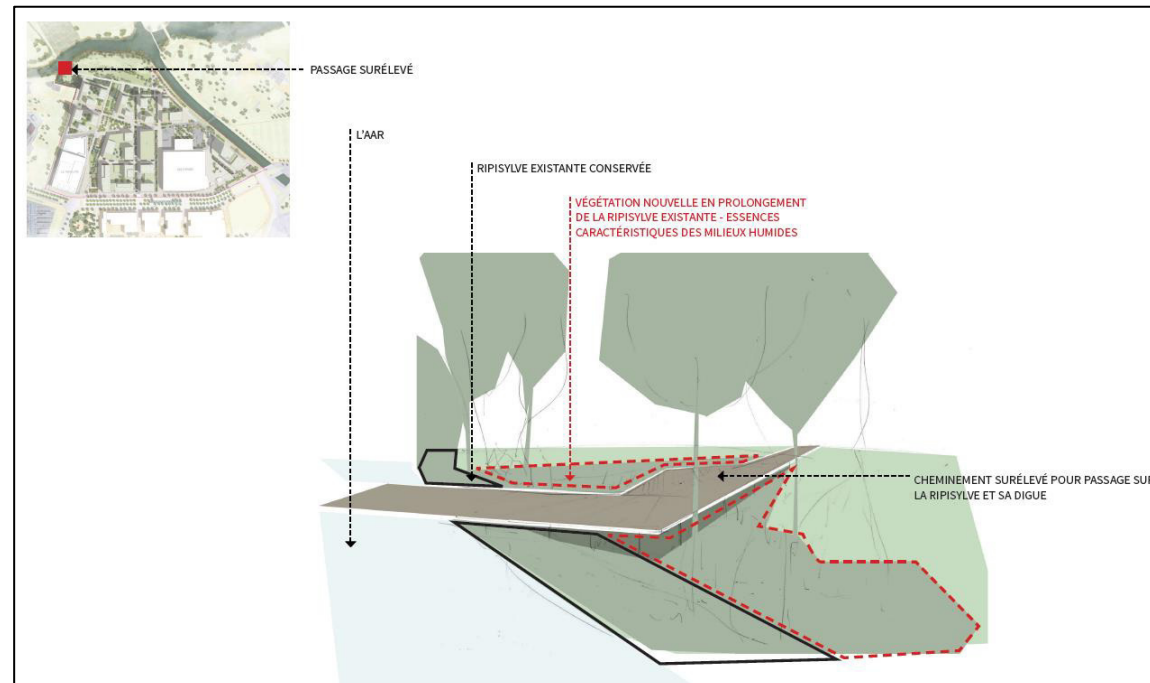 PASSAGE SURÉLEVÉ
L'AAR
RIPISYLVE EXISTANTE CONSERVÉE
VÉGÉTATION NOUVELLE EN PROLONGEMENT
DE LA RIPISYLVE EXISTANTE - ESSENCES
CARACTÉRISTIQUES DES MILIEUX HUMIDES
CHEMINEMENT SURÉLEVÉ POUR PASSAGE SUR
LA RIPISYLVE ET SA DIGUE